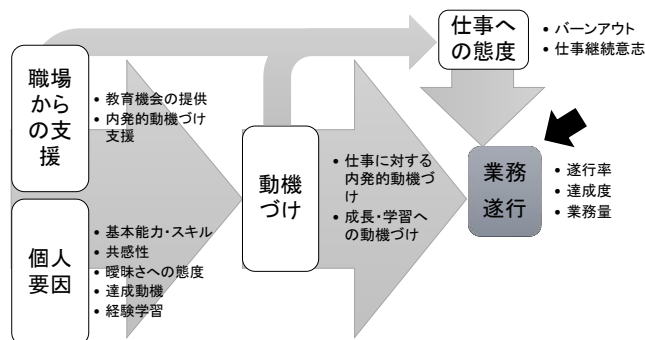 職場
から
の支
援
• 教育機会の提供
• 内発的動機づけ
支援
個人
要因
• 基本能力・スキル
• 共感性
• 曖昧さへの態度
• 達成動機
• 経験学習
動機
づけ
• 仕事に対する
内発的動機づ
け
• 成長・学習へ
の動機づけ
仕事へ
の態度
• バーンアウト
• 仕事継続意志
業務
遂行
• 遂行率
• 達成度
• 業務量